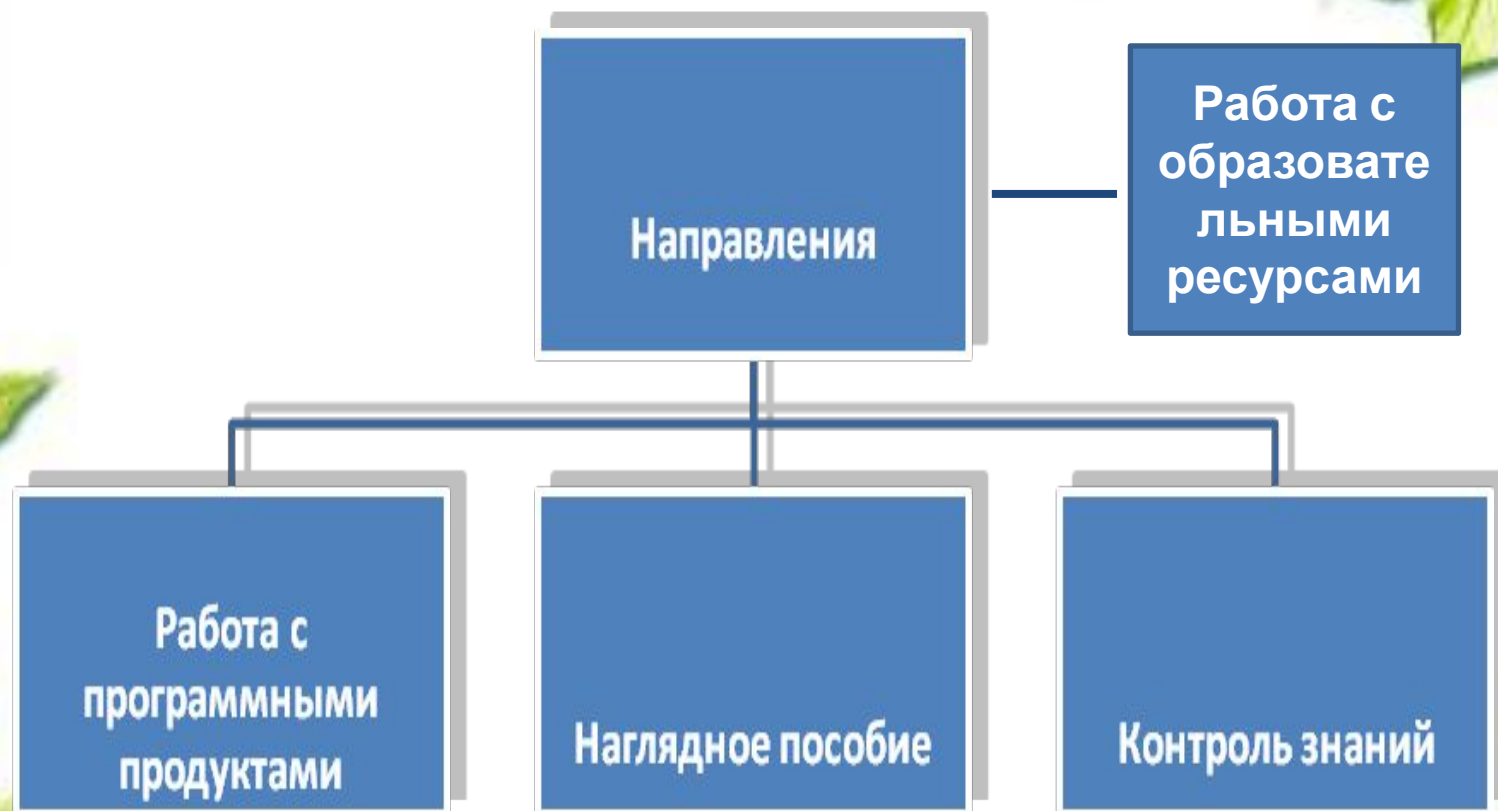 Направления
Работа с
образовате
льными
ресурсами
Работа с
программными
продуктами
Наглядное пособие
Контроль знаний